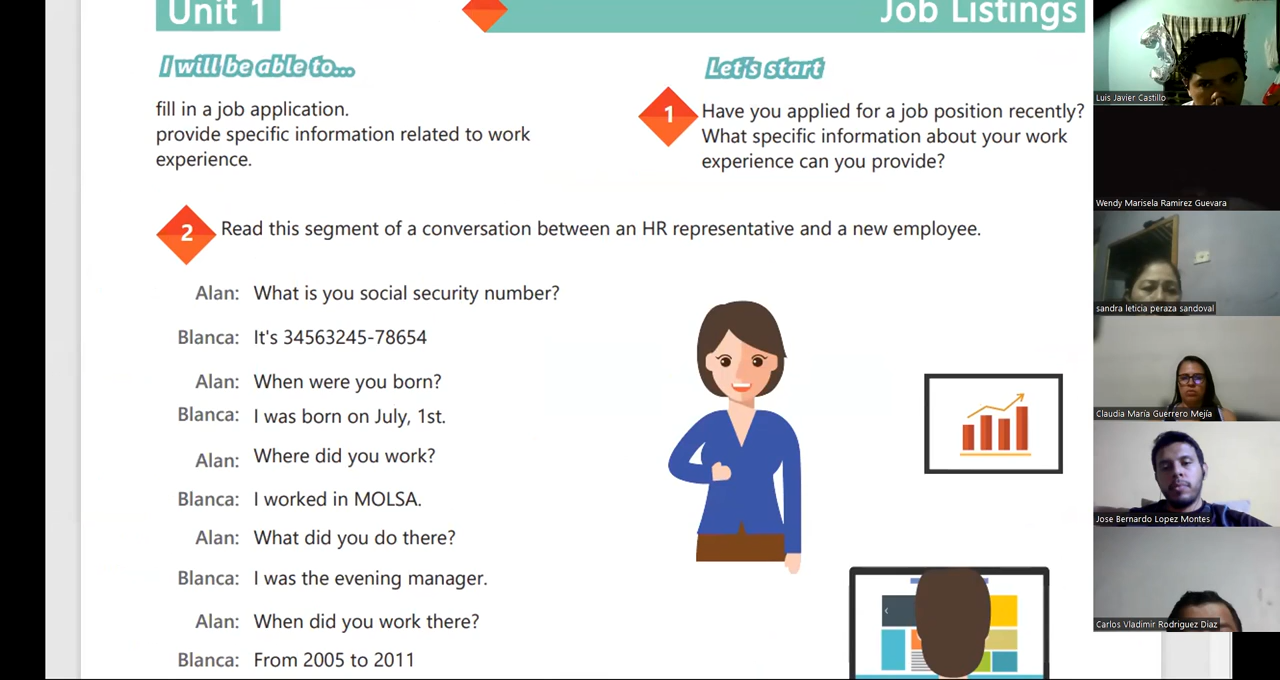 Unit 1
Job Listings
I will be able to...
fill in a job application.
provide specific information related to work
experience.
Let's start
1
Have you applied for a job position recently?
What specific information about your work
experience can you provide?
2
Read this segment of a conversation between an HR representative and a new employee.
Alan: What is you social security number?
Blanca: It's 34563245-78654
Alan: When were you born?
Blanca: I was born on July, 1st.
Alan: Where did you work?
Blanca: I worked in MOLSA.
Alan: What did you do there?
Blanca: I was the evening manager.
Alan: When did you work there?
Blanca: From 2005 to 2011
Luis Javier Castillo
Wendy Marisela Ramirez Guevara
sandra leticia peraza sandoval
Claudia María Guerrero Mejía
Jose Bernardo Lopez Montes
Carlos Vladimir Rodriguez Diaz